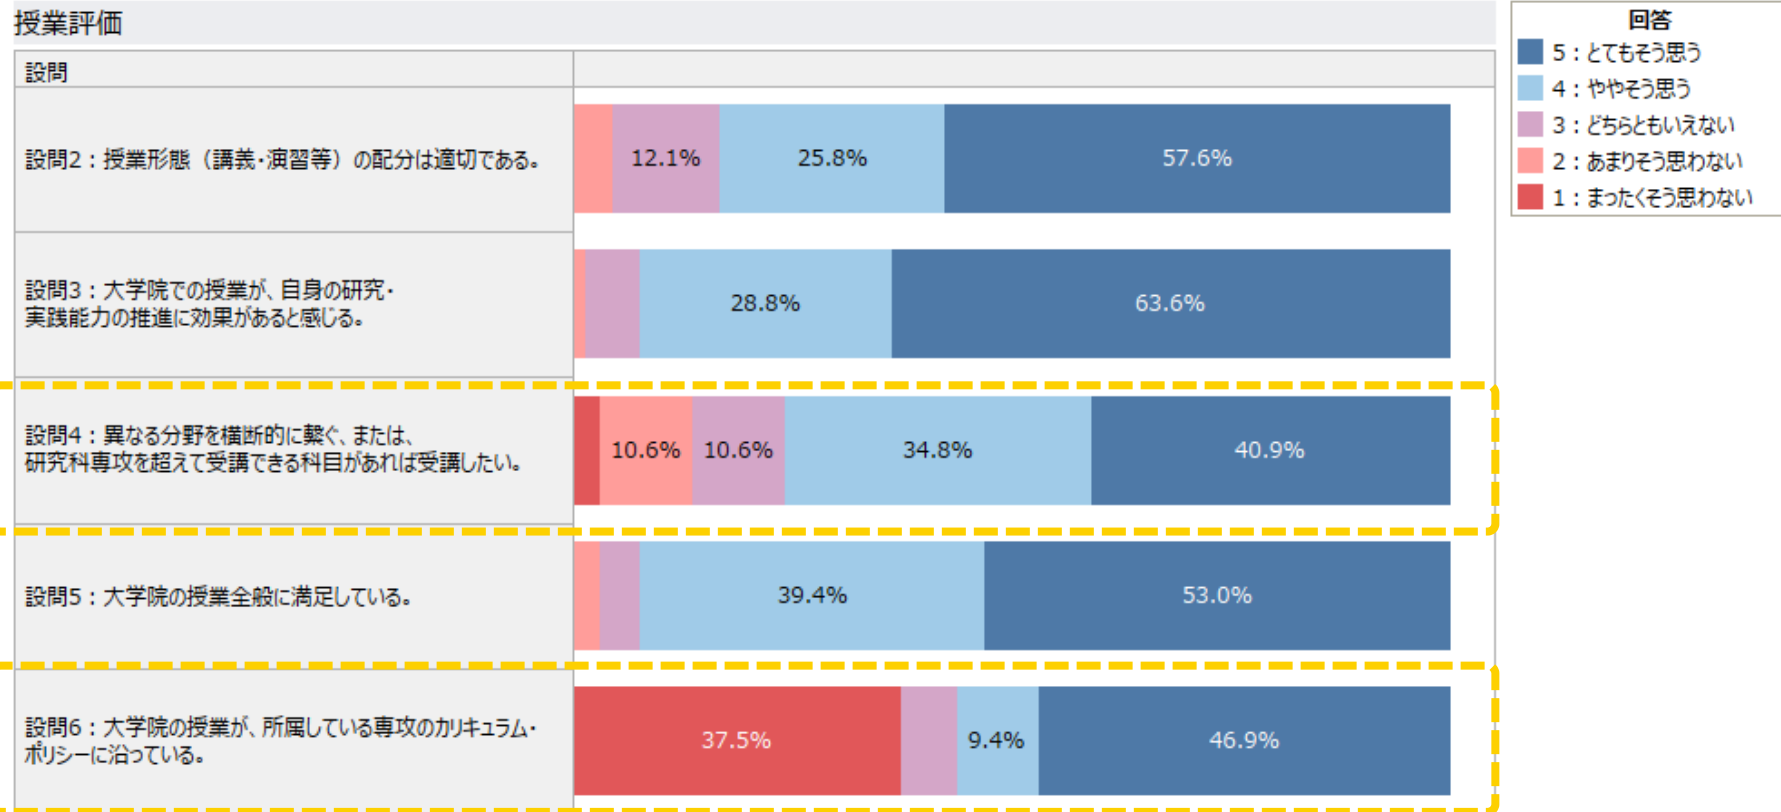 授業評価
回答
5：とてもそう思う
4：ややそう思う
3：どちらともいえない
2：あまりそう思わない
1：まったくそう思わない
設問
設問2：授業形態（講義・演習等）の配分は適切である。
12.1% 25.8% 57.6%
設問3：大学院での授業が、自身の研究・
実践能力の推進に効果があると感じる。
28.8% 63.6%
設問4：異なる分野を横断的に繋ぐ、または、
研究科専攻を超えて受講できる科目があれば受講したい。
10.6% 10.6% 34.8% 40.9%
設問5：大学院の授業全般に満足している。
39.4% 53.0%
設問6：大学院の授業が、所属している専攻のカリキュラム・
ポリシーに沿っている。
37.5% 9.4% 46.9%